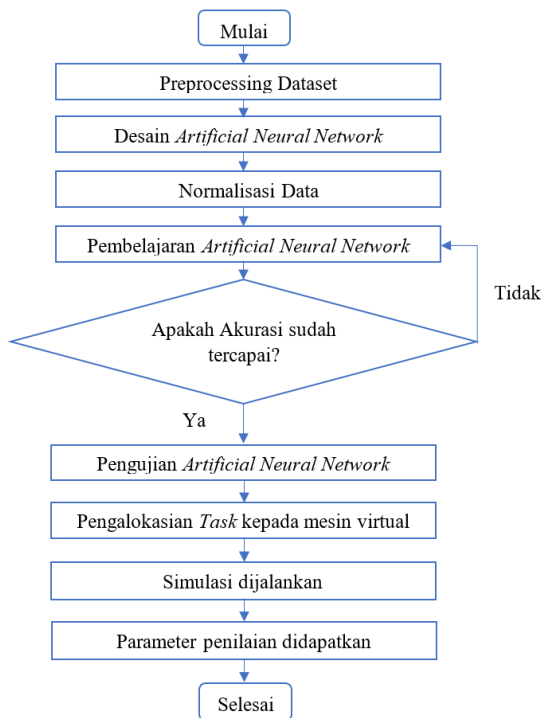 Mulai
Preprocessing Dataset
Desain Artificial Neural Network
Normalisasi Data
Pembelajaran Artificial Neural Network
Tidak
Apakah Akurasi sudah
tercapai?
Ya
Pengujian Artificial Neural Network
Pengalokasian Task kepada mesin virtual
Simulasi dijalankan
Parameter penilaian didapatkan
Selesai